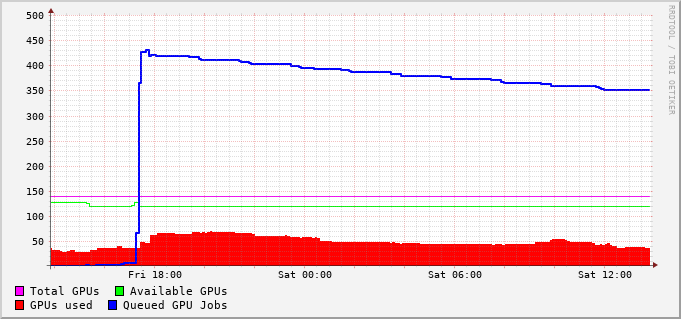 500
450
400
350
300
250
200
150
100
50
Fri 18:00 Sat 00:00 Sat 06:00 Sat 12:00
Total GPUs Available GPUs
GPUs used Queued GPU Jobs
RRDTOOL / TOBI OETIKER